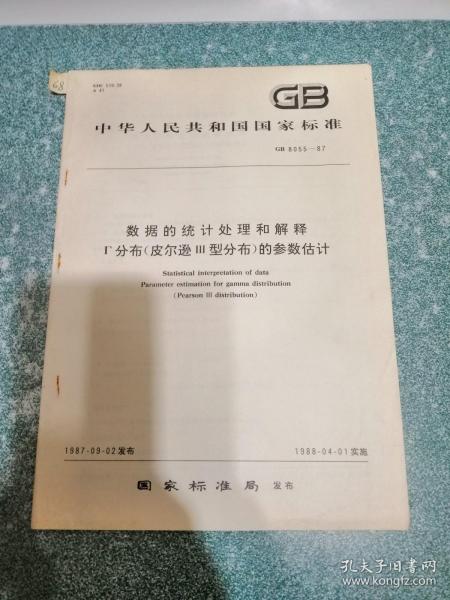 68
UDC 519.28
A 41
GB
中华人民共和国国家标准
GB 8055—87
数据的统计处理和解释
Γ分布(皮尔逊Ⅲ型分布)的参数估计
Statistical interpretation of data
Parameter estimation for gamma distribution
(Pearson Ⅲ distribution)
1987-09-02发布
1988-04-01实施
国家标准局 发布
孔夫子旧书网
www.kongfz.com